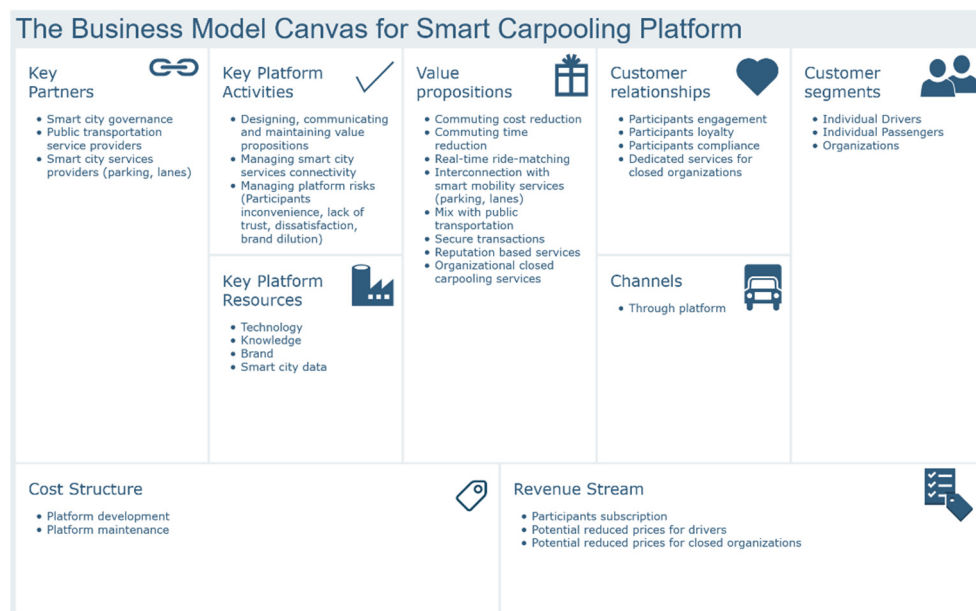 The Business Model Canvas for Smart Carpooling Platform
Key
Partners
• Smart city governance
• Public transportation
service providers
• Smart city services
providers (parking, lanes)
Key Platform
Activities
• Designing, communicating
and maintaining value
propositions
• Managing smart city
services connectivity
• Managing platform risks
(Participants
inconvenience, lack of
trust, dissatisfaction,
brand dilution)
Key Platform
Resources
• Technology
• Knowledge
• Brand
• Smart city data
Value
propositions
• Commuting cost reduction
• Commuting time
reduction
• Real-time ride-matching
• Interconnection with
smart mobility services
(parking, lanes)
• Mix with public
transportation
• Secure transactions
• Reputation based services
• Organizational closed
carpooling services
Customer
relationships
• Participants engagement
• Participants loyalty
• Participants compliance
• Dedicated services for
closed organizations
Channels
• Through platform
Customer
segments
• Individual Drivers
• Individual Passengers
• Organizations
Cost Structure
• Platform development
• Platform maintenance
Revenue Stream
• Participants subscription
• Potential reduced prices for drivers
• Potential reduced prices for closed organizations